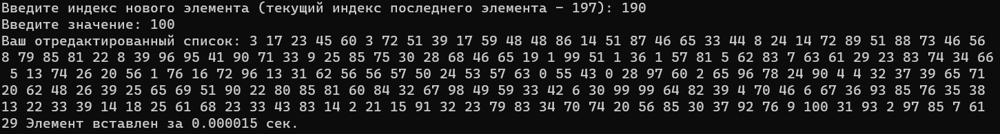 Введите индекс нового элемента (текущий индекс последнего элемента - 197): 190
Введите значение: 100
Ваш отредактированный список: 3 17 23 45 60 3 72 51 39 17 59 48 48 86 14 51 87 46 65 33 44 8 24 14 72 89 51 88 73 46 56
8 79 85 81 22 8 39 96 95 41 90 71 33 9 25 85 75 30 28 68 46 65 19 1 99 51 1 36 1 57 81 5 62 83 7 63 61 29 23 83 74 34 66
5 13 74 26 20 56 1 76 16 72 96 13 31 62 56 56 57 50 24 53 57 63 0 55 43 0 28 97 60 2 65 96 78 24 90 4 4 32 37 39 65 71
20 62 48 26 39 25 65 69 51 90 22 80 85 81 60 84 32 67 98 49 59 33 42 6 30 99 99 64 82 39 4 70 46 6 67 36 93 85 76 35 38
13 22 33 39 14 18 25 61 68 23 33 43 83 14 2 21 15 91 32 23 79 83 34 70 74 20 56 85 30 37 92 76 9 100 31 93 2 97 85 7 61
29 Элемент вставлен за 0.000015 сек.